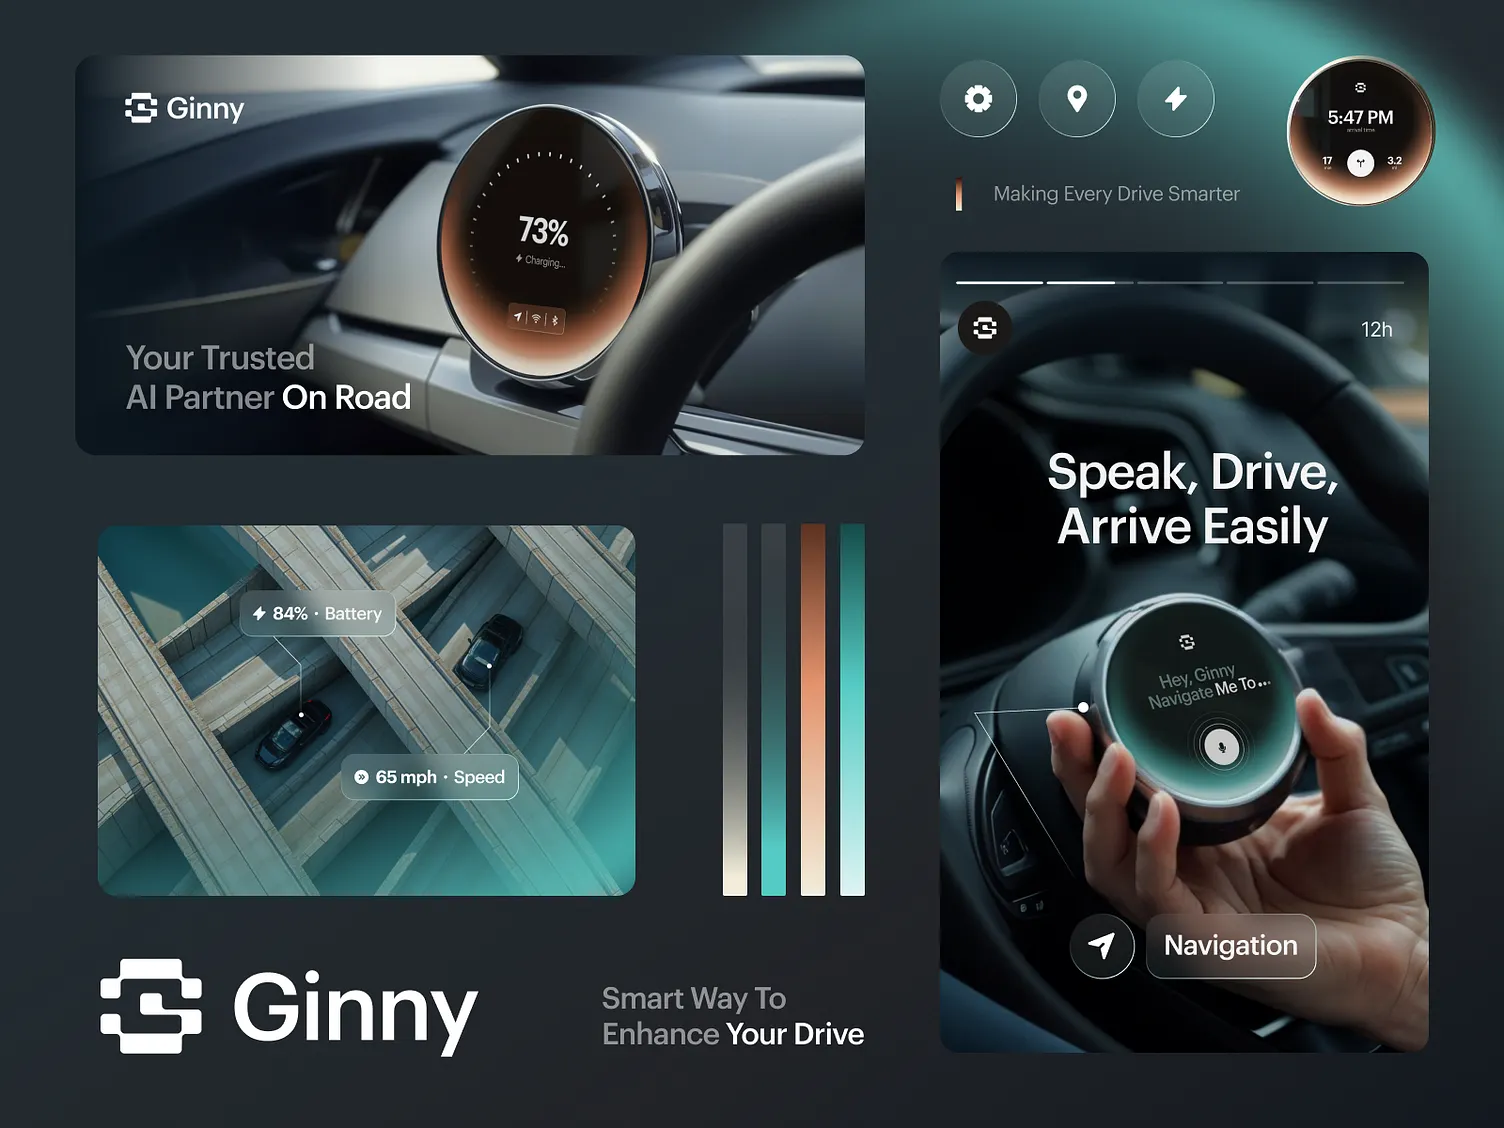 Ginny
73%
Charging...
Your Trusted
AI Partner On Road
5:47 PM
arrival time
17
3.2
Making Every Drive Smarter
12h
Speak, Drive,
Arrive Easily
Hey, Ginny
Navigate Me To...
Navigation
84% · Battery
65 mph · Speed
Ginny
Smart Way To
Enhance Your Drive